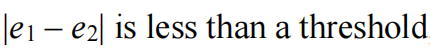 |e₁ − e₂| is less than a threshold